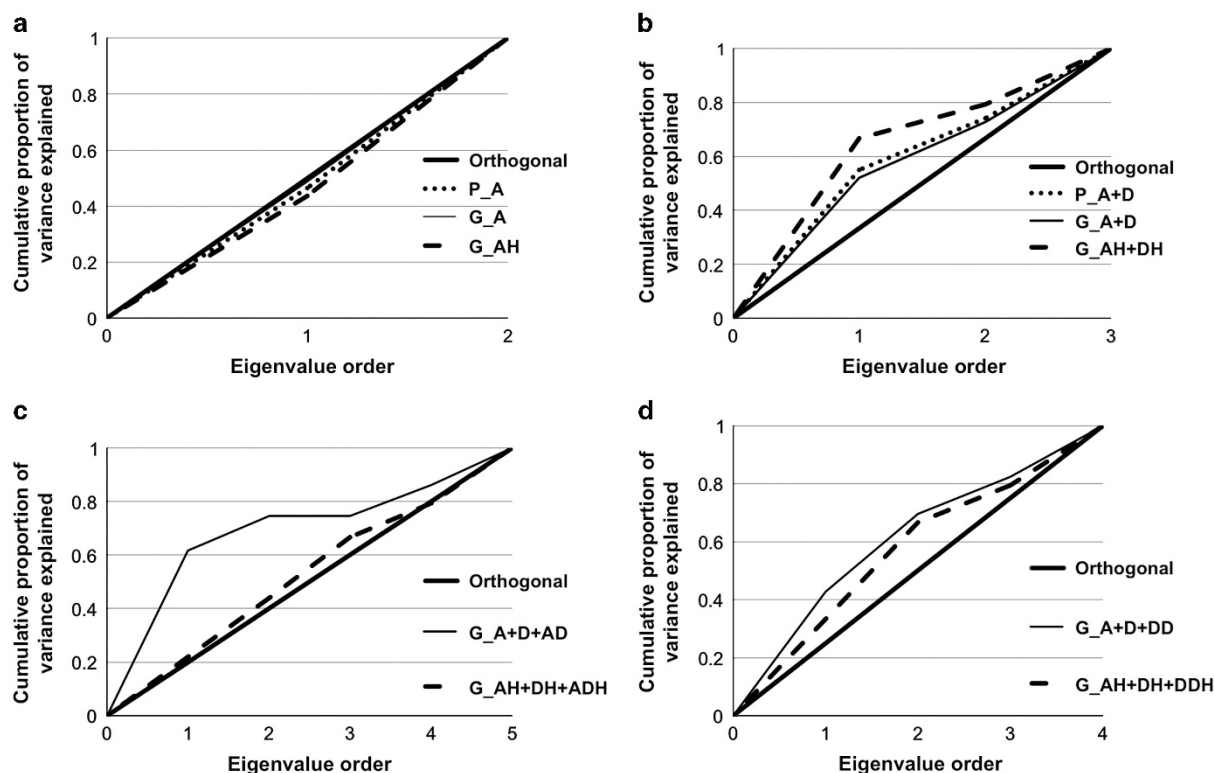 a
Cumulative proportion of
variance explained
1
0.8
0.6
0.4
0.2
0
0 1 2
Eigenvalue order
Orthogonal
P_A
G_A
G_AH
b
Cumulative proportion of
variance explained
1
0.8
0.6
0.4
0.2
0
0 1 2 3
Eigenvalue order
Orthogonal
P_A+D
G_A+D
G_AH+DH
c
Cumulative proportion of
variance explained
1
0.8
0.6
0.4
0.2
0
0 1 2 3 4 5
Eigenvalue order
Orthogonal
G_A+D+AD
G_AH+DH+ADH
d
Cumulative proportion of
variance explained
1
0.8
0.6
0.4
0.2
0
0 1 2 3 4
Eigenvalue order
Orthogonal
G_A+D+DD
G_AH+DH+DDH